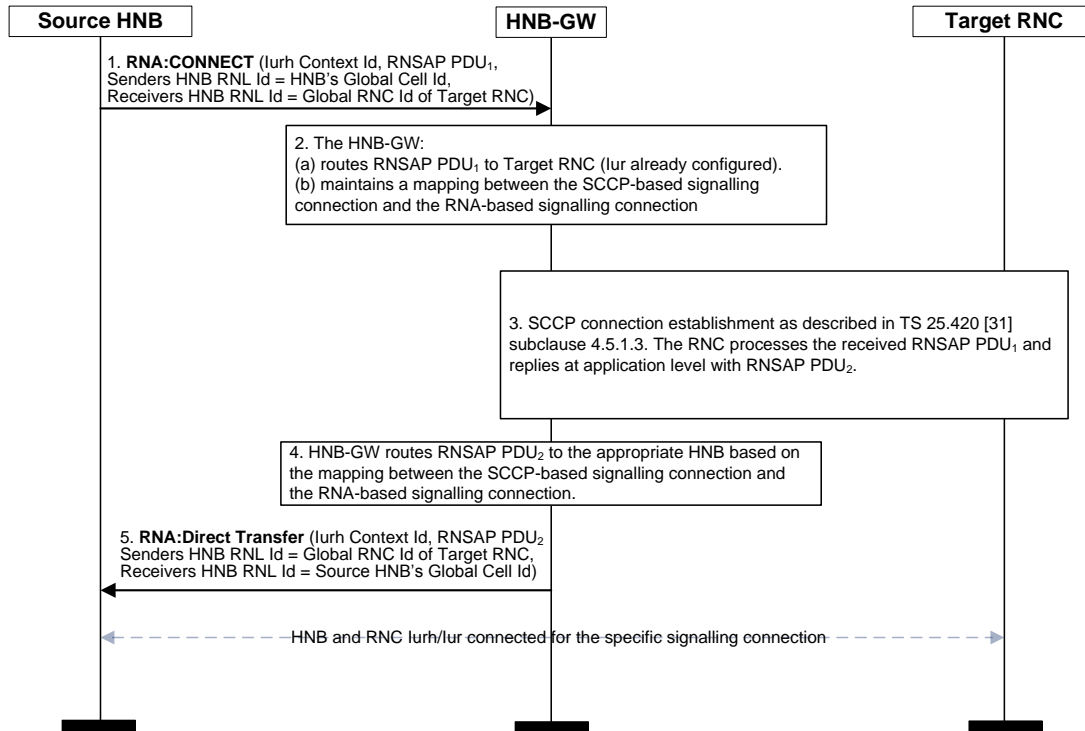 Source HNB
HNB-GW
Target RNC
1. RNA:CONNECT (Iurh Context Id, RNSAP PDU₁,
Senders HNB RNL Id = HNB's Global Cell Id,
Receivers HNB RNL Id = Global RNC Id of Target RNC)
2. The HNB-GW:
(a) routes RNSAP PDU₁ to Target RNC (Iur already configured).
(b) maintains a mapping between the SCCP-based signalling
connection and the RNA-based signalling connection
3. SCCP connection establishment as described in TS 25.420 [31]
subclause 4.5.1.3. The RNC processes the received RNSAP PDU₁ and
replies at application level with RNSAP PDU₂.
4. HNB-GW routes RNSAP PDU₂ to the appropriate HNB based on
the mapping between the SCCP-based signalling connection and
the RNA-based signalling connection.
5. RNA:Direct Transfer (Iurh Context Id, RNSAP PDU₂
Senders HNB RNL Id = Global RNC Id of Target RNC,
Receivers HNB RNL Id = Source HNB's Global Cell Id)
HNB and RNC Iurh/Iur connected for the specific signalling connection